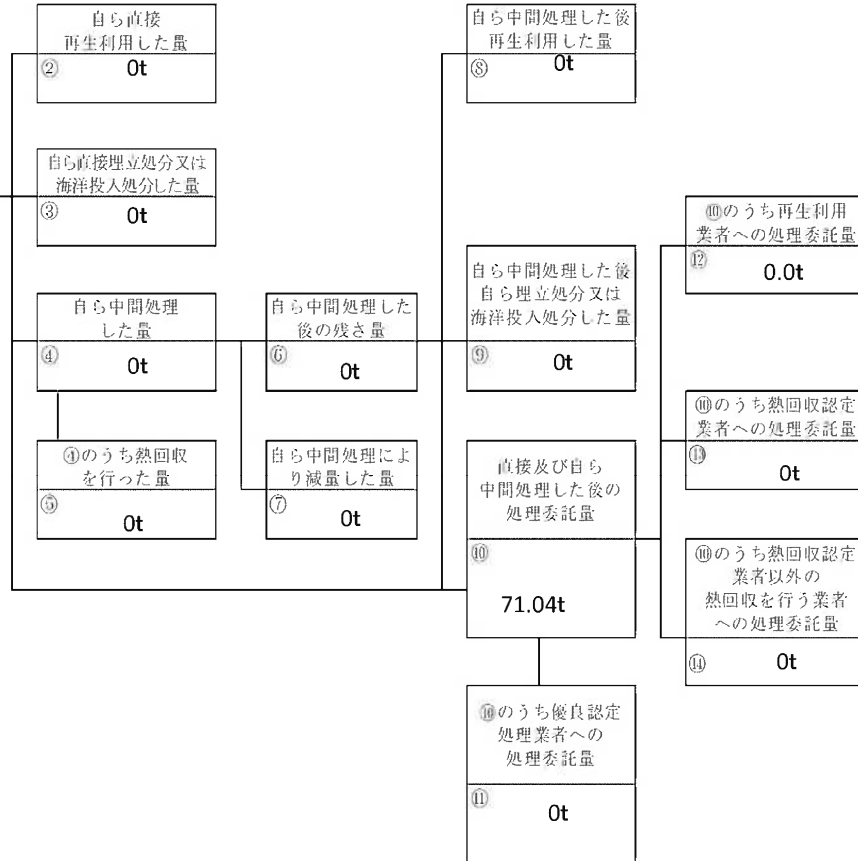 自ら直接
再生利用した量
②
0t
自ら中間処理した後
再生利用した量
⑧
0t
自ら直接埋立処分又は
海洋投入処分した量
③
0t
⑩のうち再生利用
業者への処理委託量
⑫
0.0t
自ら中間処理
した量
④
0t
自ら中間処理した
後の残さ量
⑥
0t
自ら中間処理した後
自ら埋立処分又は
海洋投入処分した量
⑨
0t
④のうち熱回収
を行った量
⑤
0t
自ら中間処理によ
り減量した量
⑦
0t
直接及び自ら
中間処理した後の
処理委託量
⑩
71.04t
⑩のうち熱回収認定
業者への処理委託量
⑬
0t
⑩のうち熱回収認定
業者以外の
熱回収を行う業者
への処理委託量
⑭
0t
⑩のうち優良認定
処理業者への
処理委託量
⑪
0t